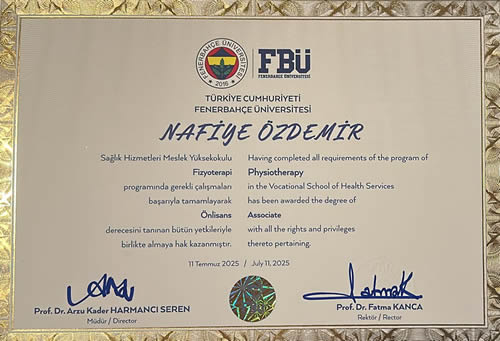 FENERBAHÇE ÜNİVERSİTESİ
2016
FBÜ
FENERBAHÇE ÜNİVERSİTESİ
TÜRKİYE CUMHURİYETİ
FENERBAHÇE ÜNİVERSİTESİ
NAFİYE ÖZDEMİR
Sağlık Hizmetleri Meslek Yüksekokulu
Fizyoterapi
programında gerekli çalışmaları
başarıyla tamamlayarak
Önlisans
derecesini tanınan bütün yetkileriyle
birlikte almaya hak kazanmıştır.
Having completed all requirements of the program of
Physiotherapy
in the Vocational School of Health Services
has been awarded the degree of
Associate
with all the rights and privileges
thereto pertaining.
11 Temmuz 2025 / July 11, 2025
Prof. Dr. Arzu Kader HARMANCI SEREN
Müdür / Director
Prof. Dr. Fatma KANCA
Rektör / Rector